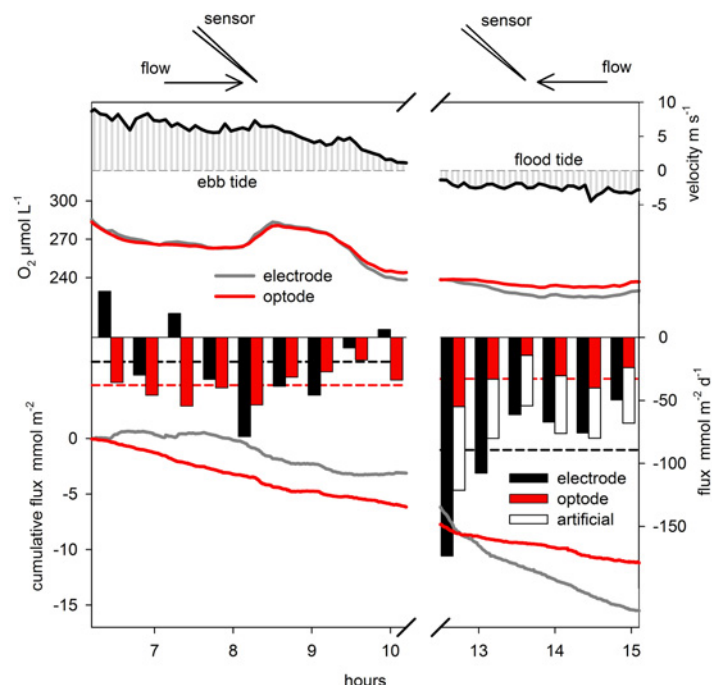 sensor
flow
sensor
flow
10
5
0
-5
velocity m s⁻¹
ebb tide
flood tide
300
270
240
O₂ µmol L⁻¹
electrode
optode
0
-50
-100
-150
flux mmol m⁻² d⁻¹
0
-5
-10
-15
cumulative flux mmol m⁻²
electrode
optode
artificial
7 8 9 10 13 14 15
hours